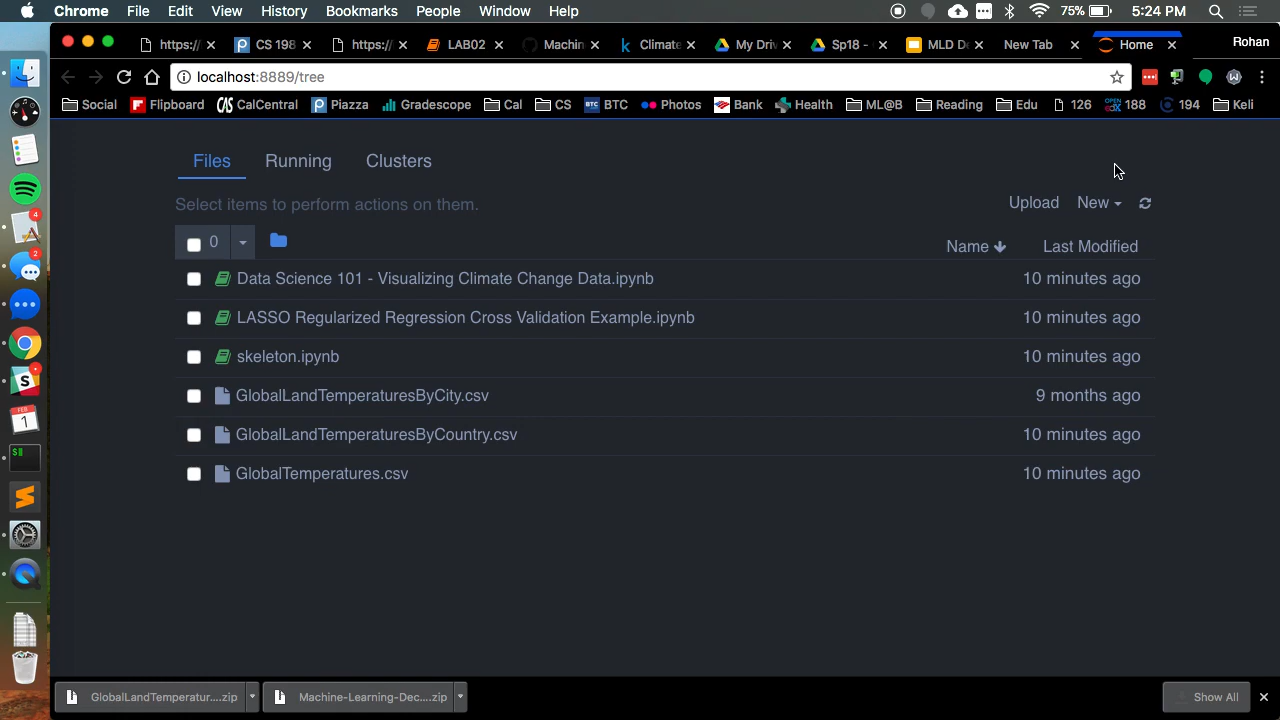 Chrome File Edit View History Bookmarks People Window Help 75% 5:24 PM
https:/ CS 198 https:/ LAB02 Machin Climate My Driv Sp18 - MLD De New Tab Home Rohan
localhost:8889/tree
Social Flipboard CalCentral Piazza Gradescope Cal CS BTC Photos Bank Health ML@B Reading Edu 126 188 194 Keli
Files Running Clusters
Select items to perform actions on them. Upload New
0 Name Last Modified
Data Science 101 - Visualizing Climate Change Data.ipynb 10 minutes ago
LASSO Regularized Regression Cross Validation Example.ipynb 10 minutes ago
skeleton.ipynb 10 minutes ago
GlobalLandTemperaturesByCity.csv 9 months ago
GlobalLandTemperaturesByCountry.csv 10 minutes ago
GlobalTemperatures.csv 10 minutes ago
4
2
FEB
1
GlobalLandTemperatur....zip Machine-Learning-Dec....zip Show All